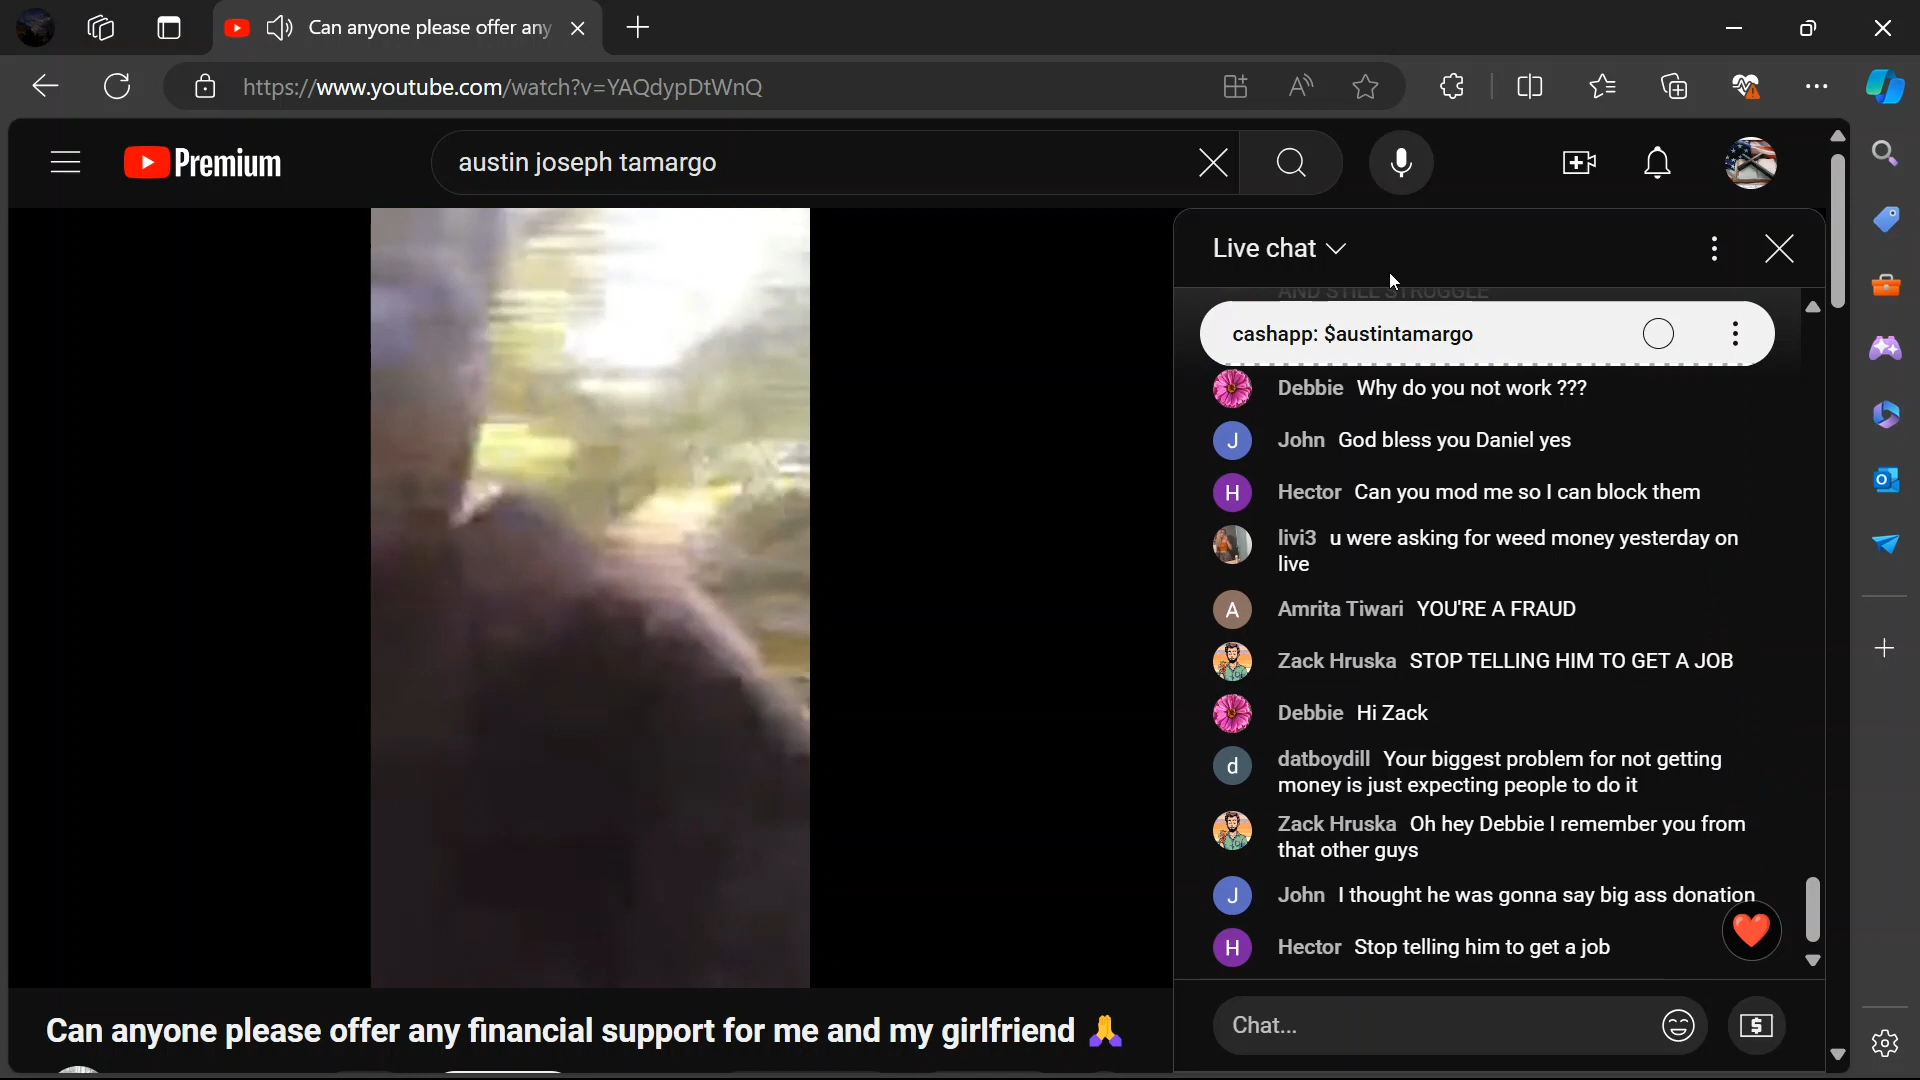 Can anyone please offer any
https://www.youtube.com/watch?v=YAQdypDtWnQ
Premium
austin joseph tamargo
Live chat
AND STILL STRUGGLE
cashapp: $austintamargo
Debbie Why do you not work ???
J John God bless you Daniel yes
H Hector Can you mod me so I can block them
livi3 u were asking for weed money yesterday on
live
A Amrita Tiwari YOU'RE A FRAUD
Zack Hruska STOP TELLING HIM TO GET A JOB
Debbie Hi Zack
d datboydill Your biggest problem for not getting
money is just expecting people to do it
Zack Hruska Oh hey Debbie I remember you from
that other guys
J John I thought he was gonna say big ass donation
H Hector Stop telling him to get a job
Chat...
Can anyone please offer any financial support for me and my girlfriend 🙏